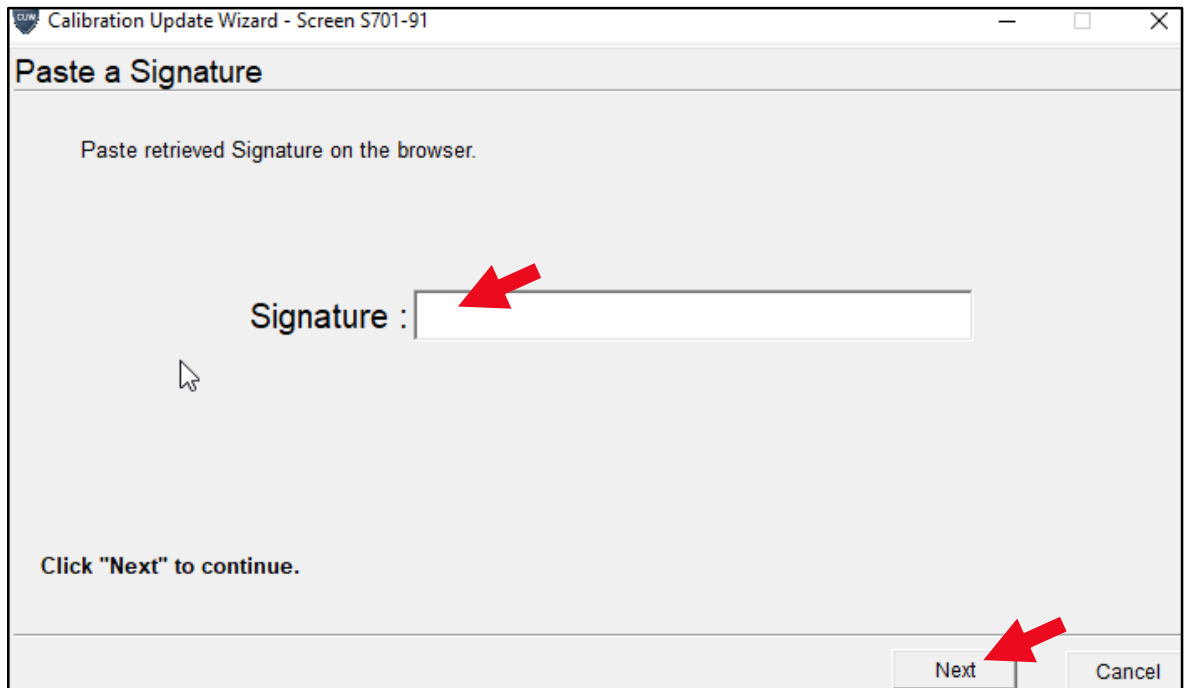 CUW Calibration Update Wizard - Screen S701-91
Paste a Signature
Paste retrieved Signature on the browser.
Signature :
Click "Next" to continue.
Next Cancel